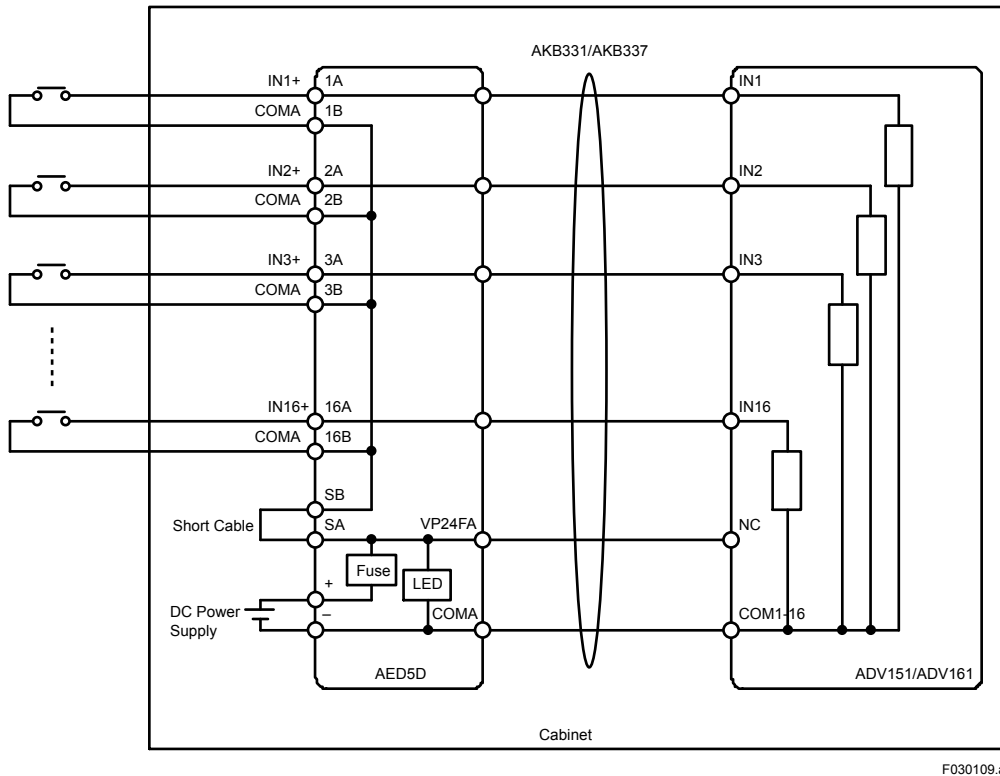 AKB331/AKB337
IN1+ 1A IN1
COMA 1B
IN2+ 2A IN2
COMA 2B
IN3+ 3A IN3
COMA 3B
IN16+ 16A IN16
COMA 16B
SB
Short Cable SA VP24FA NC
Fuse
LED
+
DC Power Supply
– COMA COM1-16
AED5D ADV151/ADV161
Cabinet